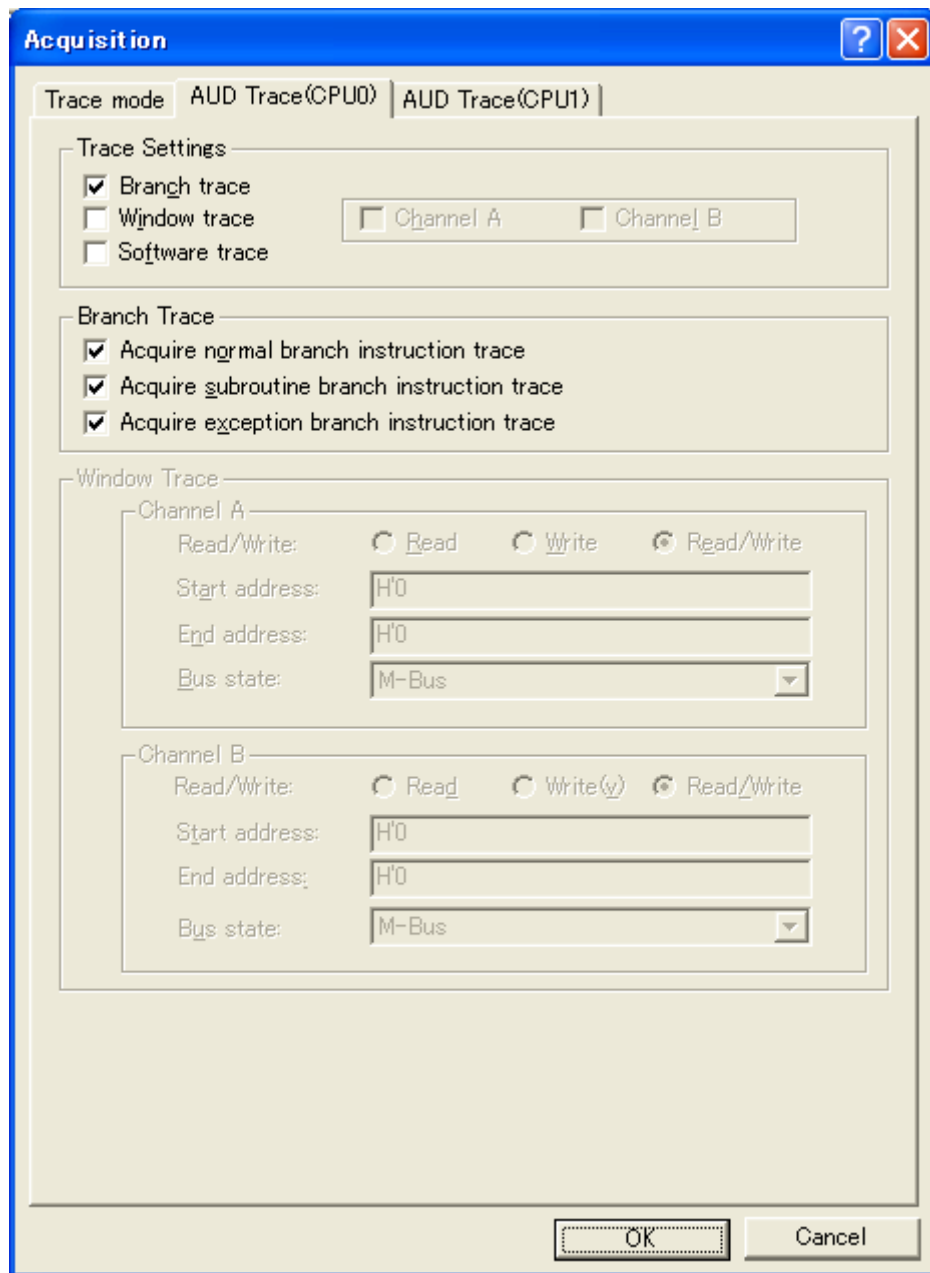 Acquisition
Trace mode AUD Trace(CPU0) AUD Trace(CPU1)
Trace Settings
Branch trace
Window trace Channel A Channel B
Software trace
Branch Trace
Acquire normal branch instruction trace
Acquire subroutine branch instruction trace
Acquire exception branch instruction trace
Window Trace
Channel A
Read/Write: Read Write Read/Write
Start address: H'0
End address: H'0
Bus state: M-Bus
Channel B
Read/Write: Read Write(v) Read/Write
Start address: H'0
End address: H'0
Bus state: M-Bus
OK Cancel